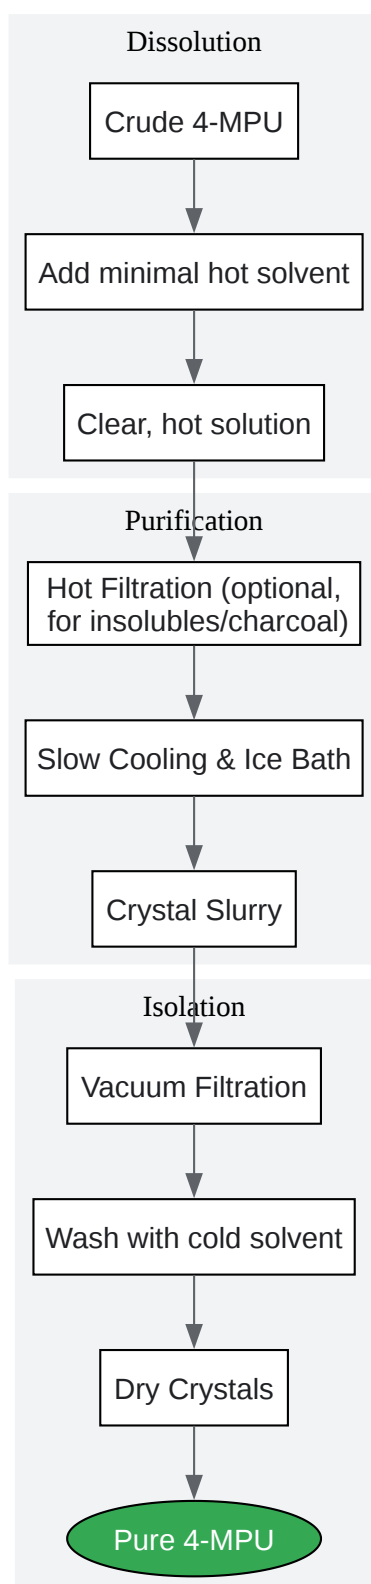 Dissolution
Crude 4-MPU
Add minimal hot solvent
Clear, hot solution
Purification
Hot Filtration (optional,
for insolubles/charcoal)
Slow Cooling & Ice Bath
Crystal Slurry
Isolation
Vacuum Filtration
Wash with cold solvent
Dry Crystals
Pure 4-MPU